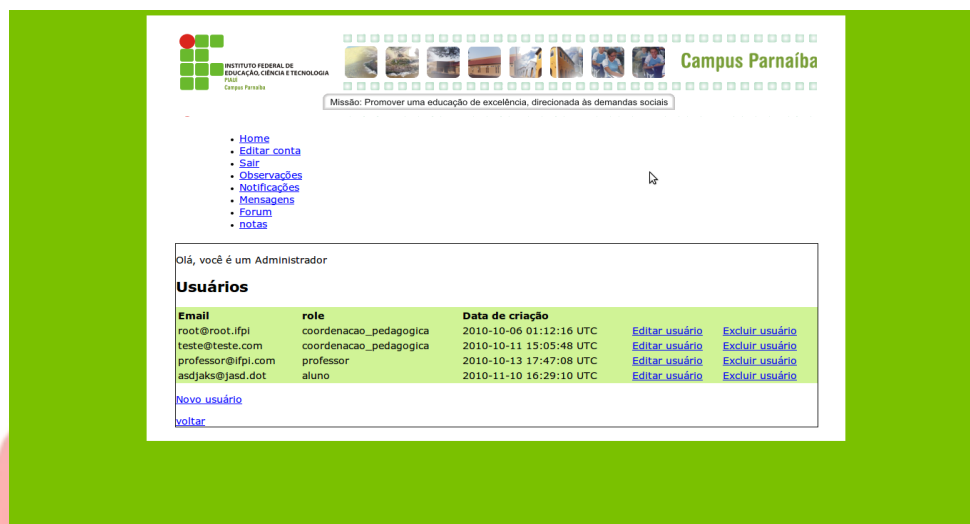 INSTITUTO FEDERAL DE
EDUCAÇÃO, CIÊNCIA E TECNOLOGIA
PIAUÍ
Campus Parnaíba
Campus Parnaíba
Missão: Promover uma educação de excelência, direcionada às demandas sociais
Home
Editar conta
Sair
Observações
Notificações
Mensagens
Forum
notas
Olá, você é um Administrador
Usuários
Email role Data de criação
root@root.ifpi coordenacao_pedagogica 2010-10-06 01:12:16 UTC Editar usuário Excluir usuário
teste@teste.com coordenacao_pedagogica 2010-10-11 15:05:48 UTC Editar usuário Excluir usuário
professor@ifpi.com professor 2010-10-13 17:47:08 UTC Editar usuário Excluir usuário
asdjaks@jasd.dot aluno 2010-11-10 16:29:10 UTC Editar usuário Excluir usuário
Novo usuário
voltar